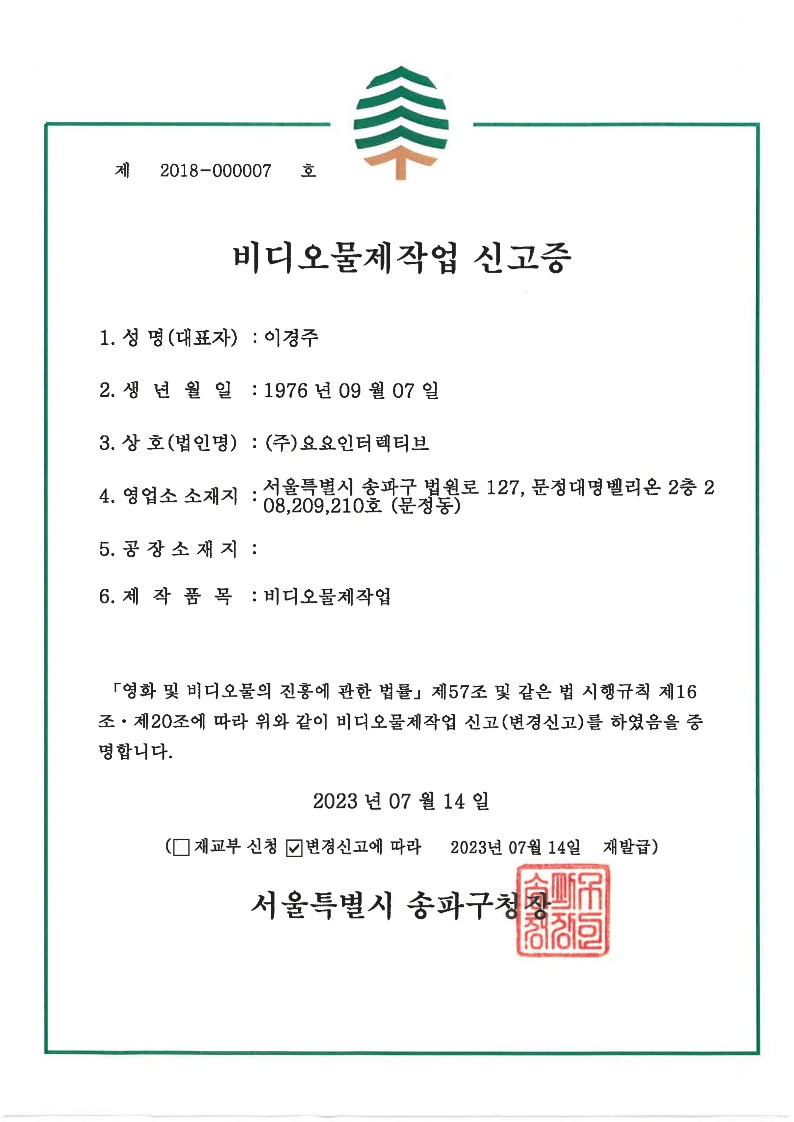 제 2018-000007 호
비디오물제작업 신고증
1. 성 명(대표자) : 이경주
2. 생 년 월 일 : 1976 년 09 월 07 일
3. 상 호(법인명) : (주)요요인터렉티브
4. 영업소 소재지 : 서울특별시 송파구 법원로 127, 문정대명벨리온 2층 2
08,209,210호 (문정동)
5. 공 장 소 재 지 :
6. 제 작 품 목 : 비디오물제작업
「영화 및 비디오물의 진흥에 관한 법률」제57조 및 같은 법 시행규칙 제16
조·제20조에 따라 위와 같이 비디오물제작업 신고(변경신고)를 하였음을 증
명합니다.
2023 년 07 월 14 일
(☐ 재교부 신청 ☑ 변경신고에 따라 2023년 07월 14일 재발급)
서울특별시 송파구청장